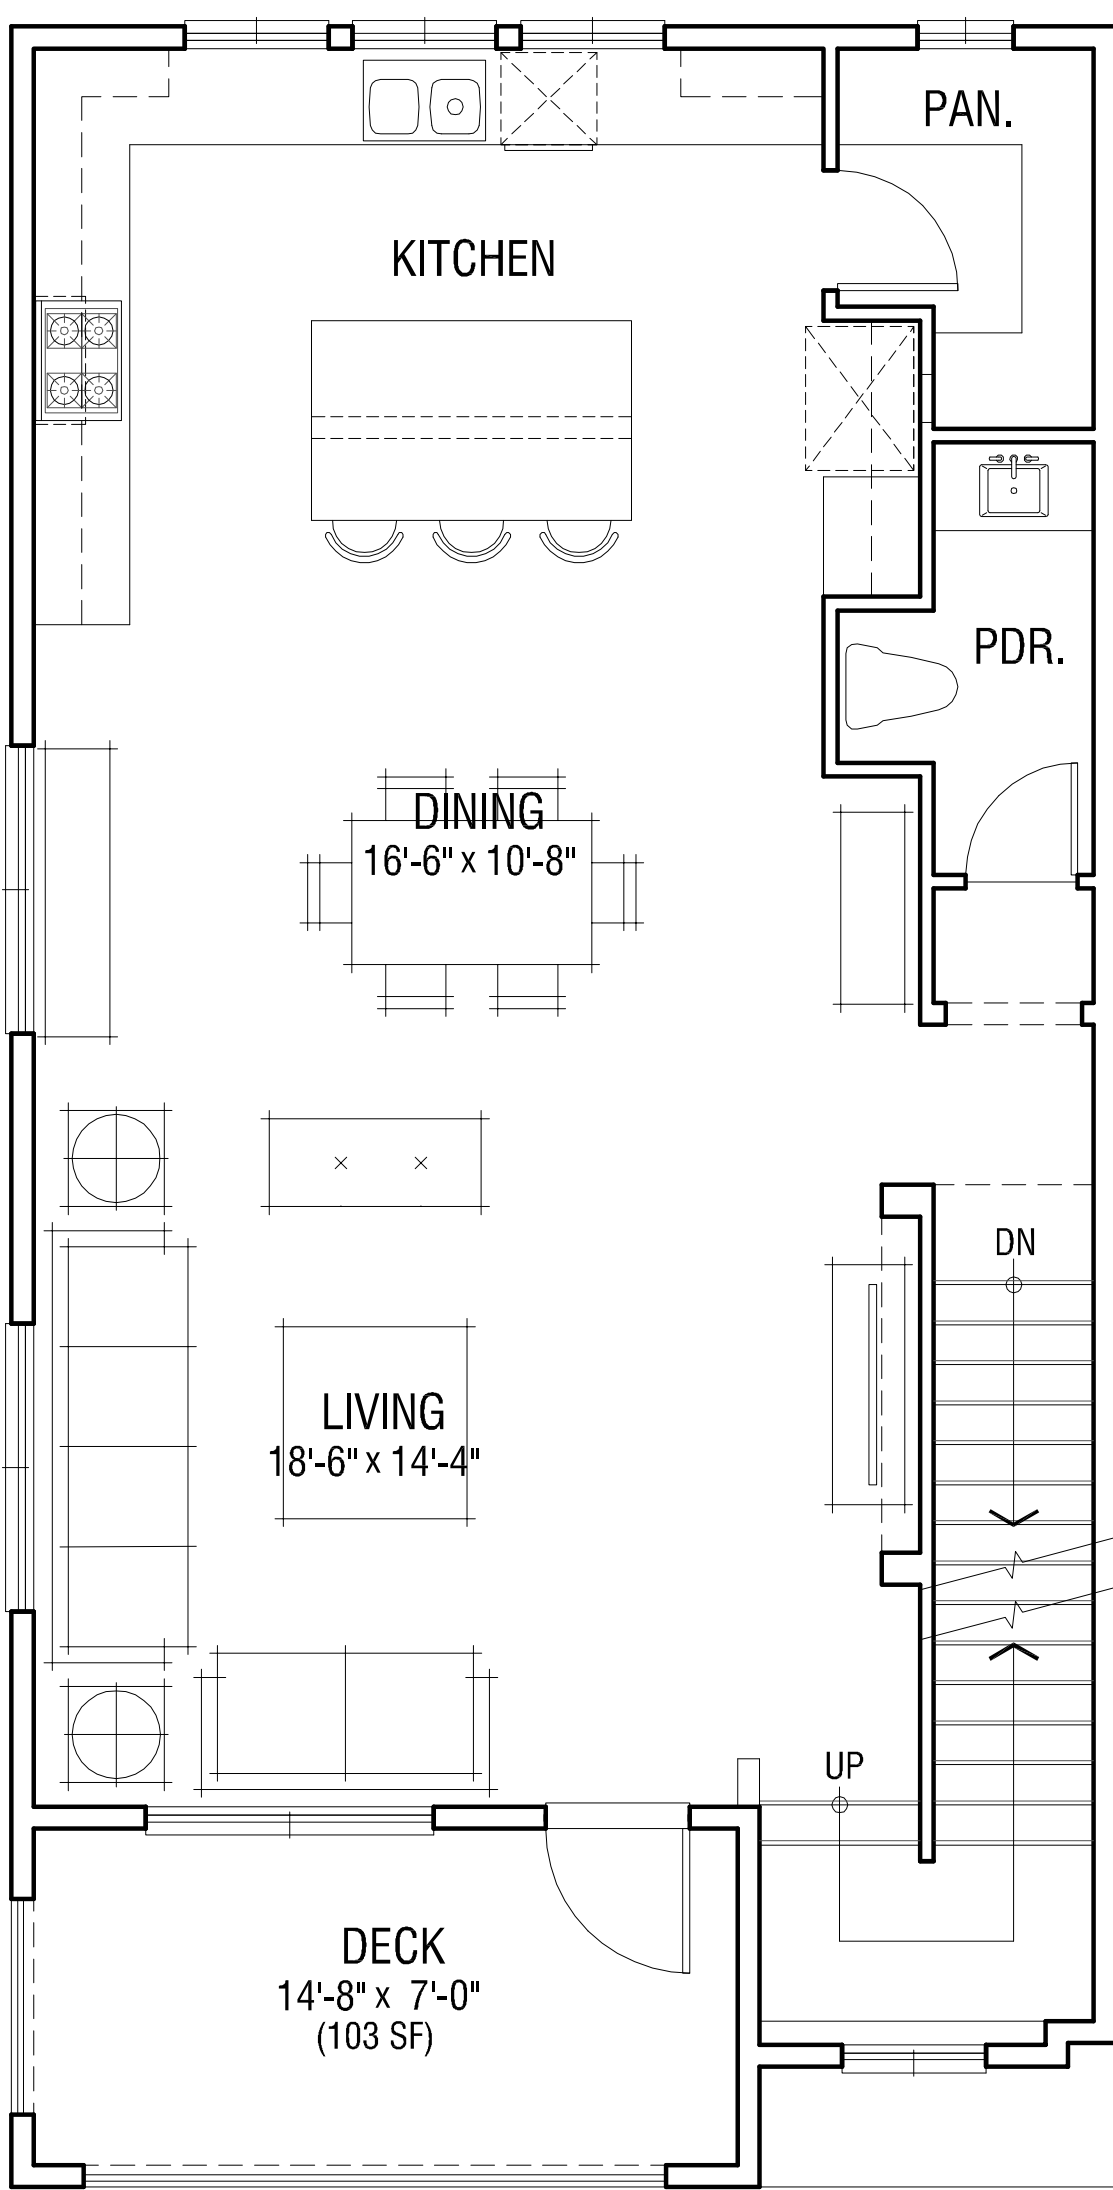 PAN.
KITCHEN
PDR.
DINING
16'-6" x 10'-8"
DN
LIVING
18'-6" x 14'-4"
UP
DECK
14'-8" x 7'-0"
(103 SF)